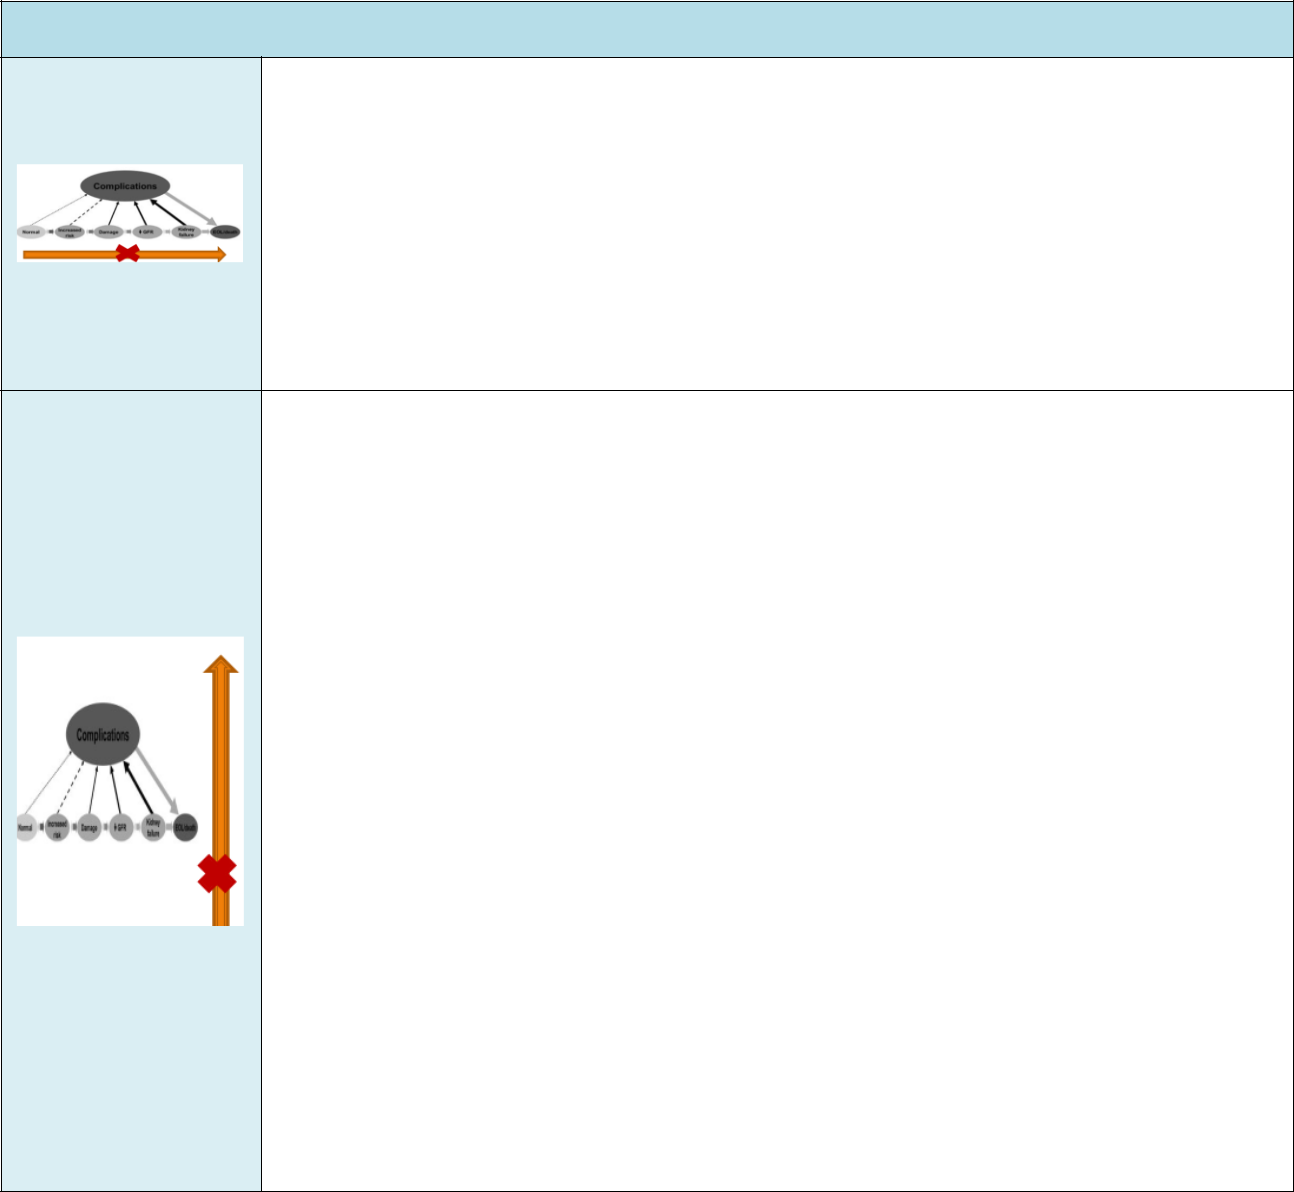 Complications
Normal
Increased
risk
Damage
GFR
Kidney
failure
Complications
Normal
Increased
risk
Damage
GFR
Kidney
failure